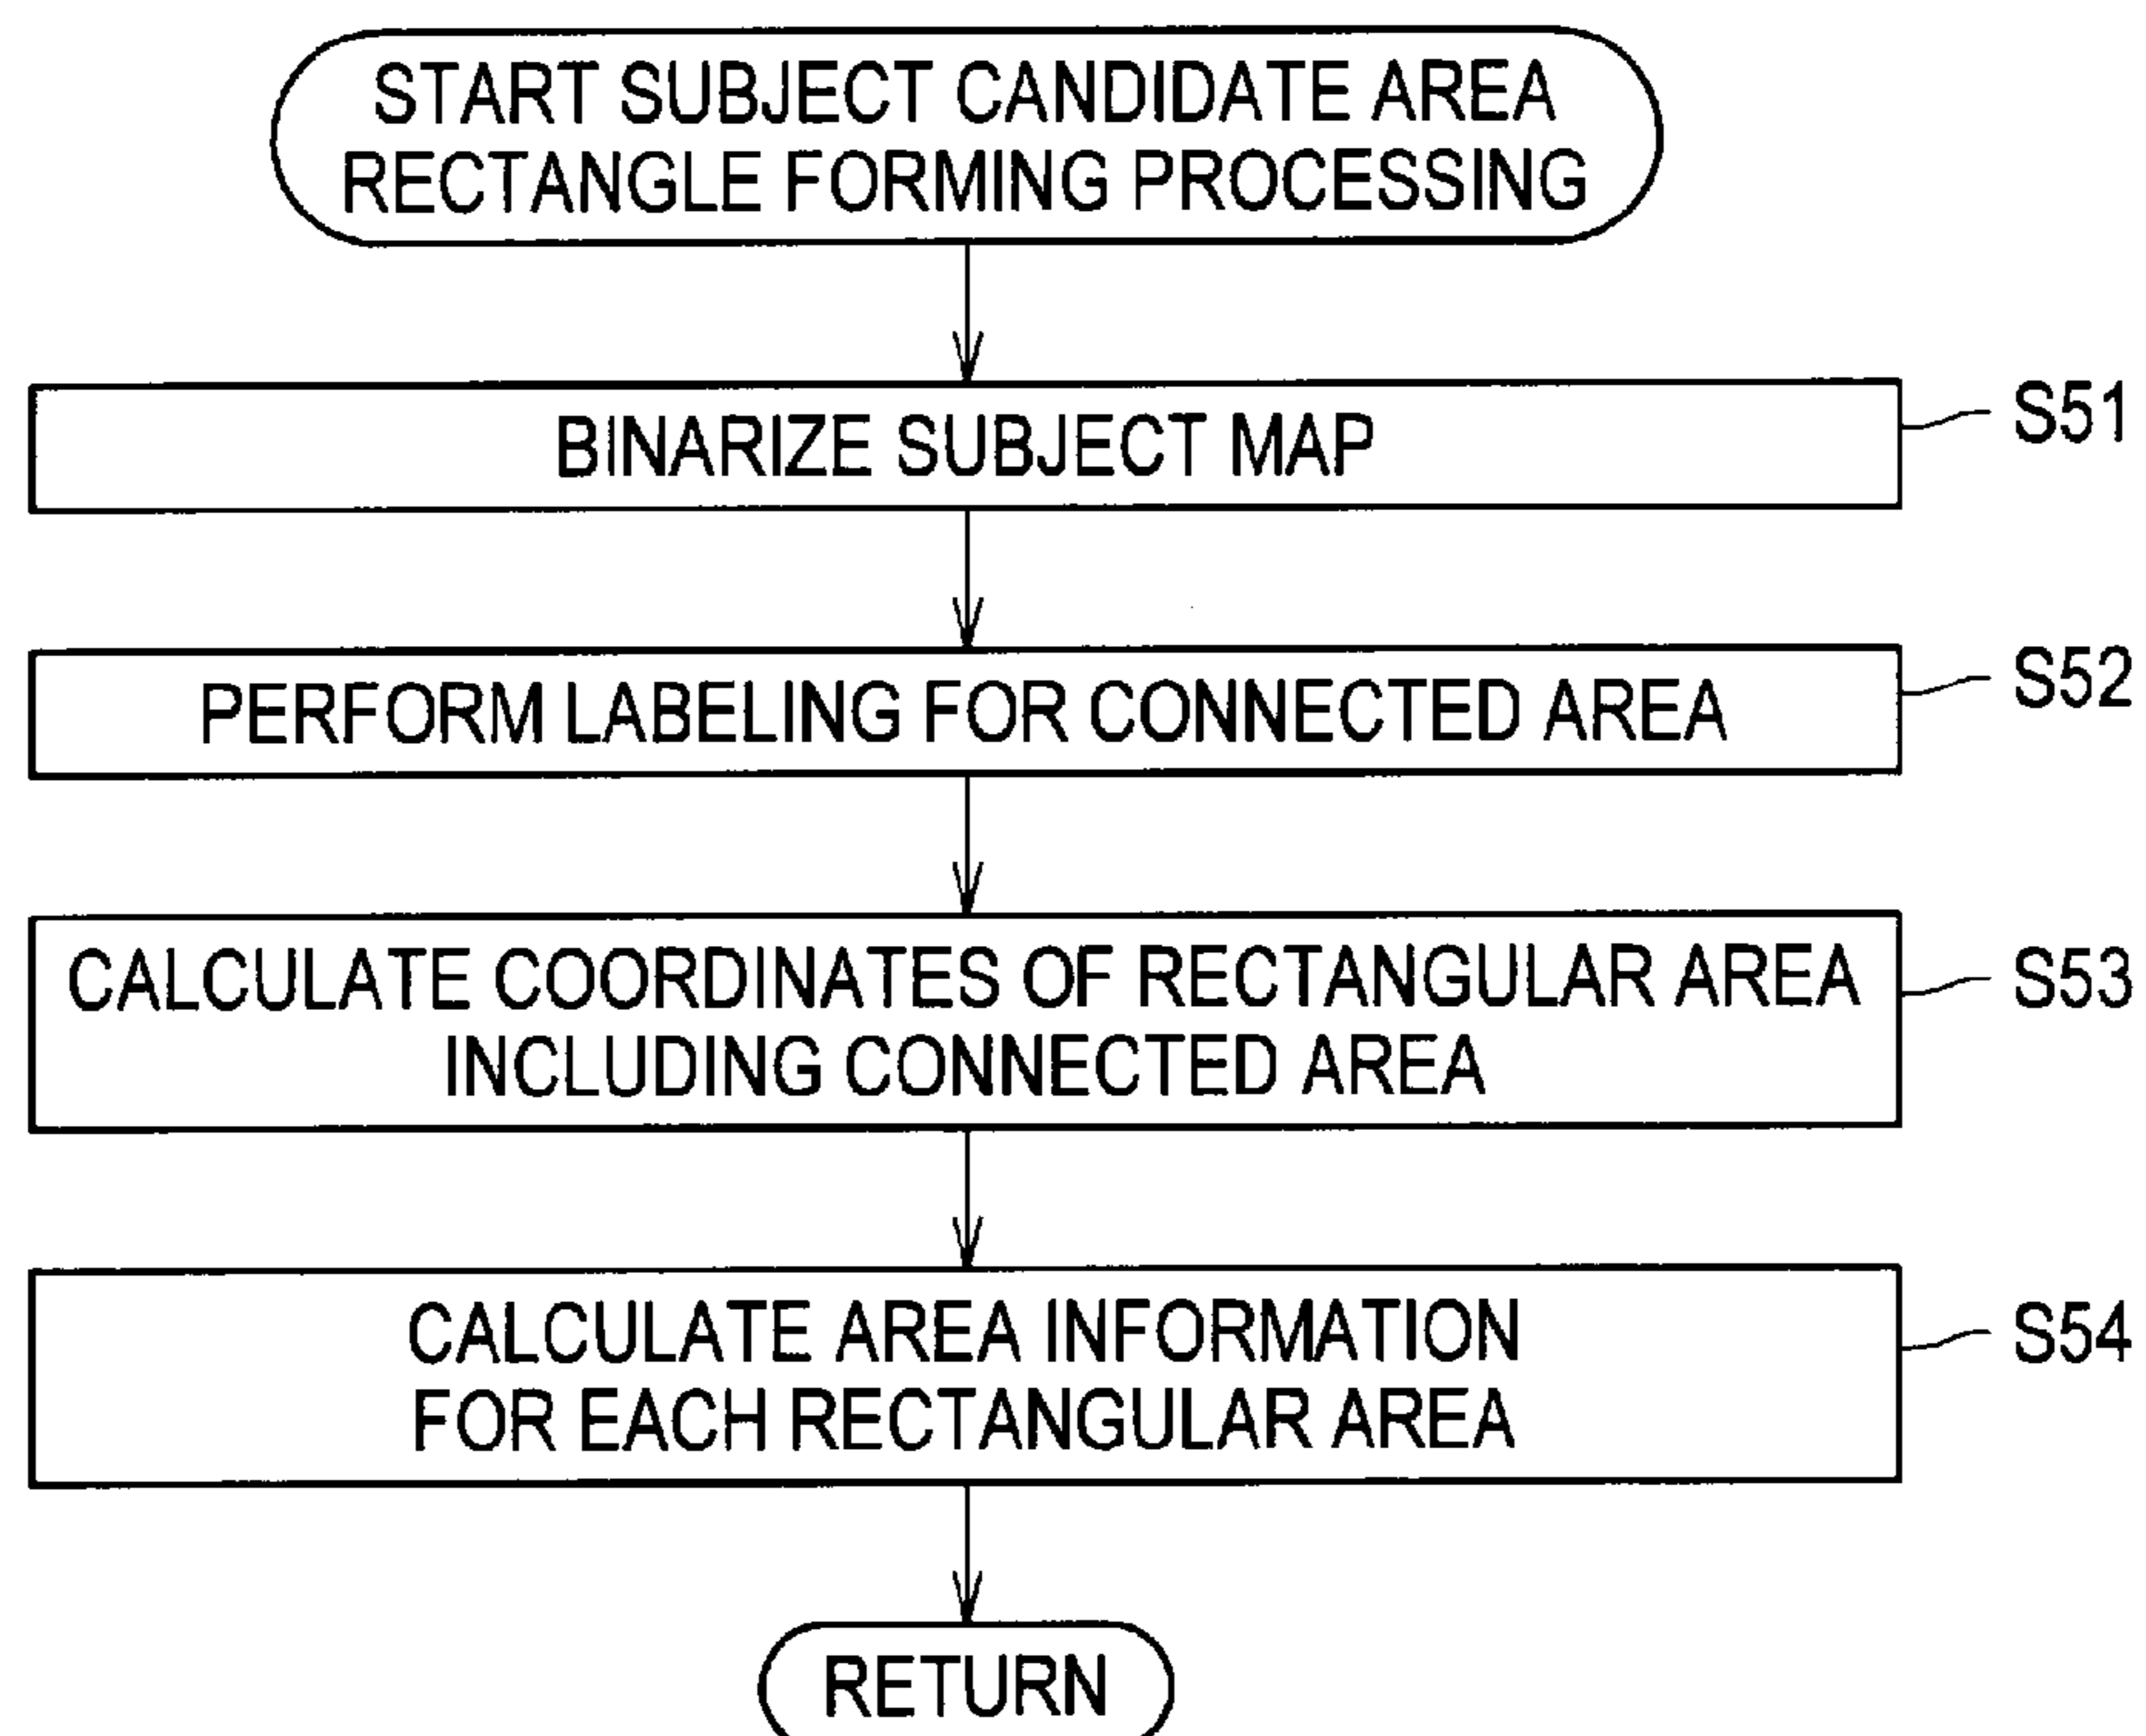 START SUBJECT CANDIDATE AREA
RECTANGLE FORMING PROCESSING
BINARIZE SUBJECT MAP
S51
PERFORM LABELING FOR CONNECTED AREA
S52
CALCULATE COORDINATES OF RECTANGULAR AREA
INCLUDING CONNECTED AREA
S53
CALCULATE AREA INFORMATION
FOR EACH RECTANGULAR AREA
S54
RETURN